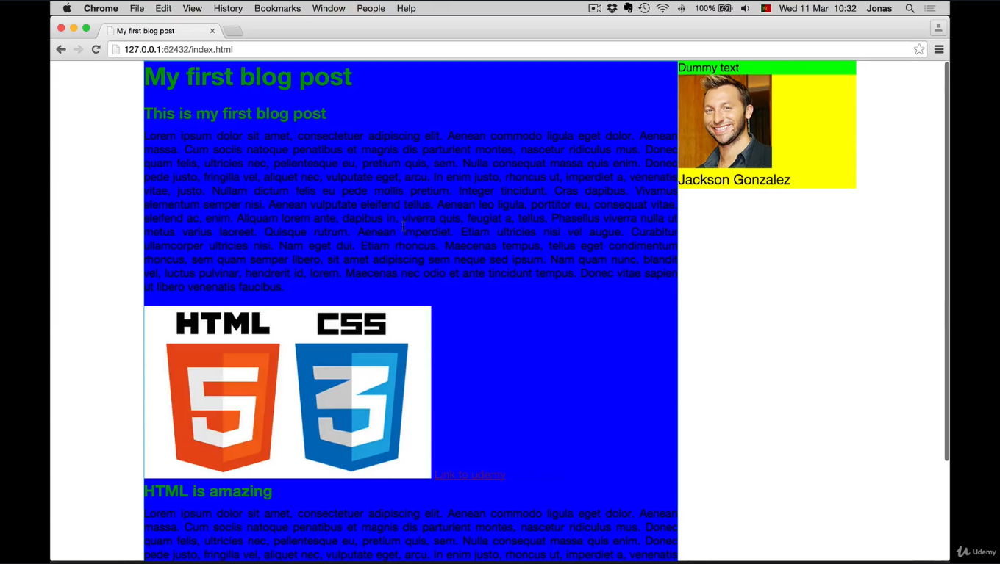 Chrome File Edit View History Bookmarks Window People Help 100% Wed 11 Mar 10:32 Jonas
My first blog post
127.0.0.1:62432/index.html
My first blog post
This is my first blog post
Lorem ipsum dolor sit amet, consectetuer adipiscing elit. Aenean commodo ligula eget dolor. Aenean
massa. Cum sociis natoque penatibus et magnis dis parturient montes, nascetur ridiculus mus. Donec
quam felis, ultricies nec, pellentesque eu, pretium quis, sem. Nulla consequat massa quis enim. Donec
pede justo, fringilla vel, aliquet nec, vulputate eget, arcu. In enim justo, rhoncus ut, imperdiet a, venenatis
vitae, justo. Nullam dictum felis eu pede mollis pretium. Integer tincidunt. Cras dapibus. Vivamus
elementum semper nisi. Aenean vulputate eleifend tellus. Aenean leo ligula, porttitor eu, consequat vitae,
eleifend ac, enim. Aliquam lorem ante, dapibus in, viverra quis, feugiat a, tellus. Phasellus viverra nulla ut
metus varius laoreet. Quisque rutrum. Aenean imperdiet. Etiam ultricies nisi vel augue. Curabitur
ullamcorper ultricies nisi. Nam eget dui. Etiam rhoncus. Maecenas tempus, tellus eget condimentum
rhoncus, sem quam semper libero, sit amet adipiscing sem neque sed ipsum. Nam quam nunc, blandit
vel, luctus pulvinar, hendrerit id, lorem. Maecenas nec odio et ante tincidunt tempus. Donec vitae sapien
ut libero venenatis faucibus.
HTML CSS
5 3
Link to udemy
HTML is amazing
Lorem ipsum dolor sit amet, consectetuer adipiscing elit. Aenean commodo ligula eget dolor. Aenean
massa. Cum sociis natoque penatibus et magnis dis parturient montes, nascetur ridiculus mus. Donec
quam felis, ultricies nec, pellentesque eu, pretium quis, sem. Nulla consequat massa quis enim. Donec
pede justo, fringilla vel, aliquet nec, vulputate eget, arcu. In enim justo, rhoncus ut, imperdiet a, venenatis
Dummy text
Jackson Gonzalez
Udemy